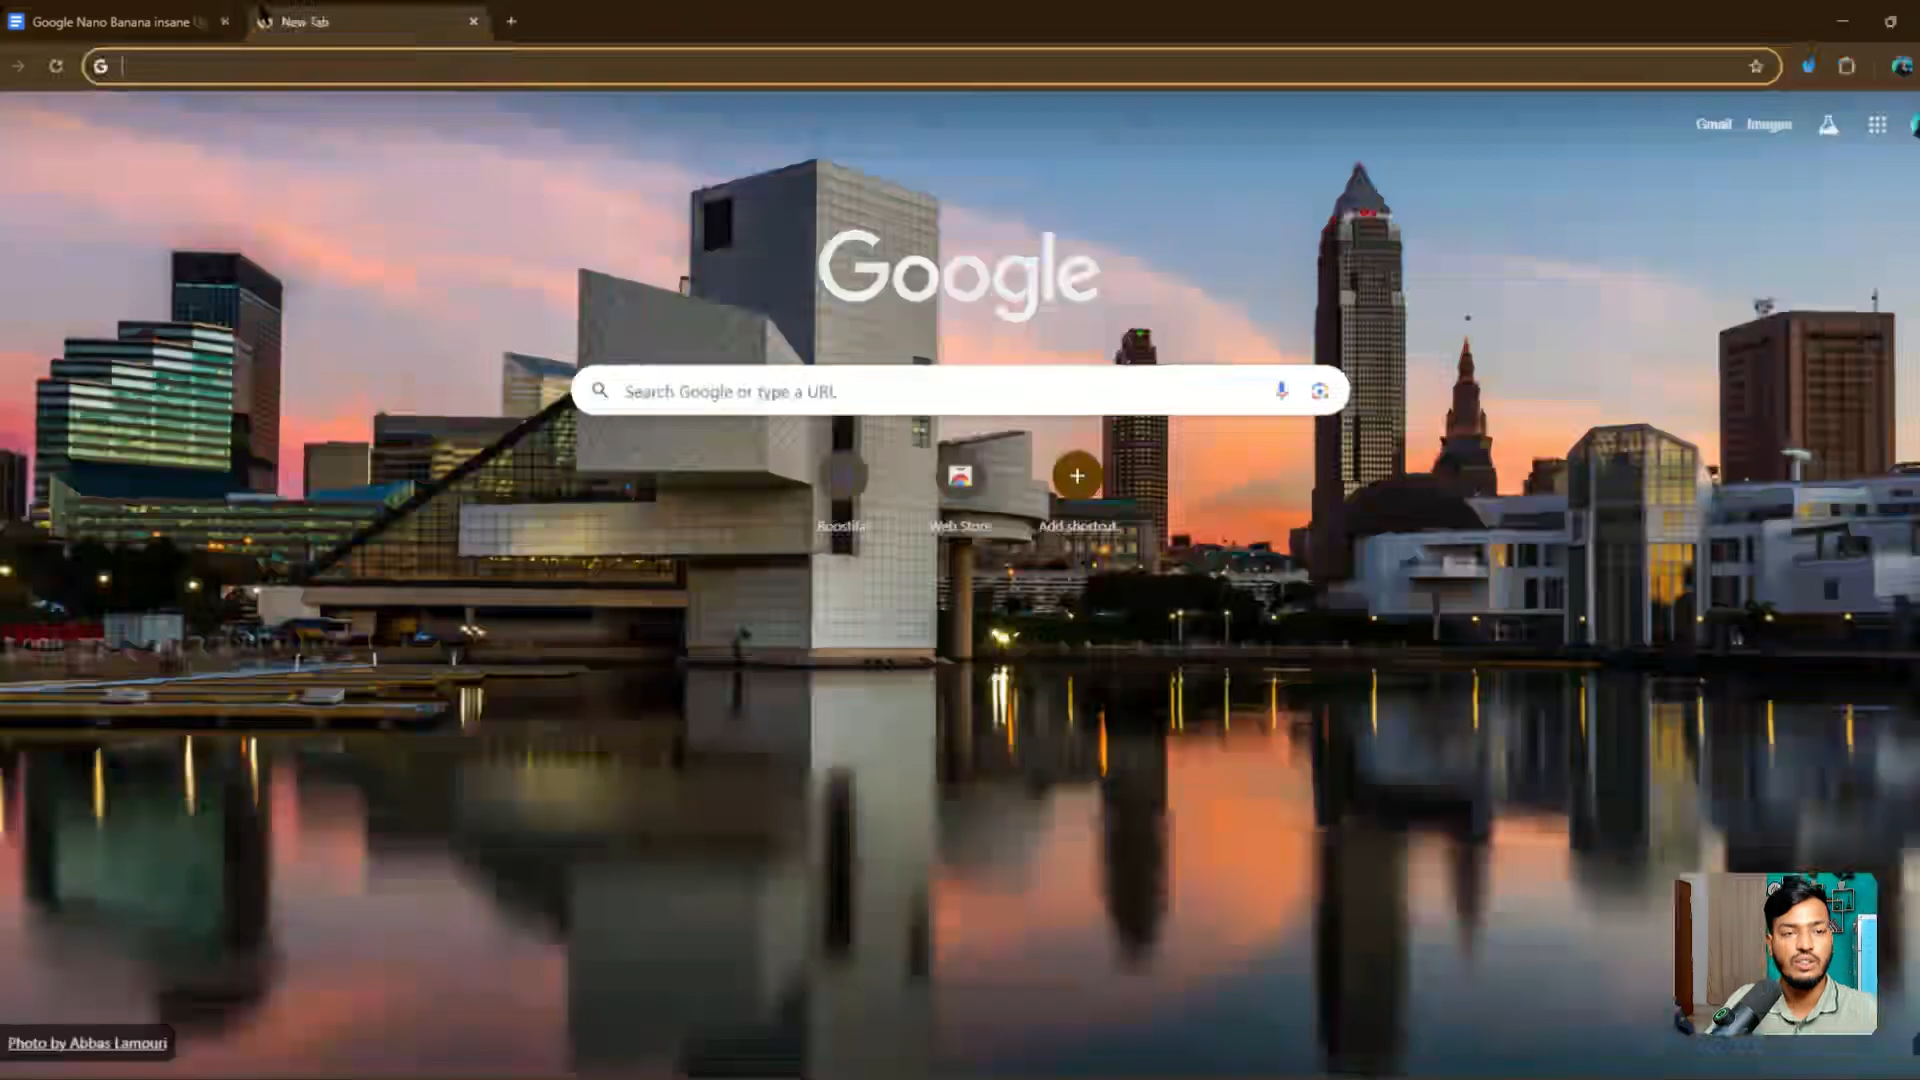 Google Nano Banana insane
New Tab
Gmail
Images
Google
Search Google or type a URL
Web Store
Add shortcut
Photo by Abbas Lampuri